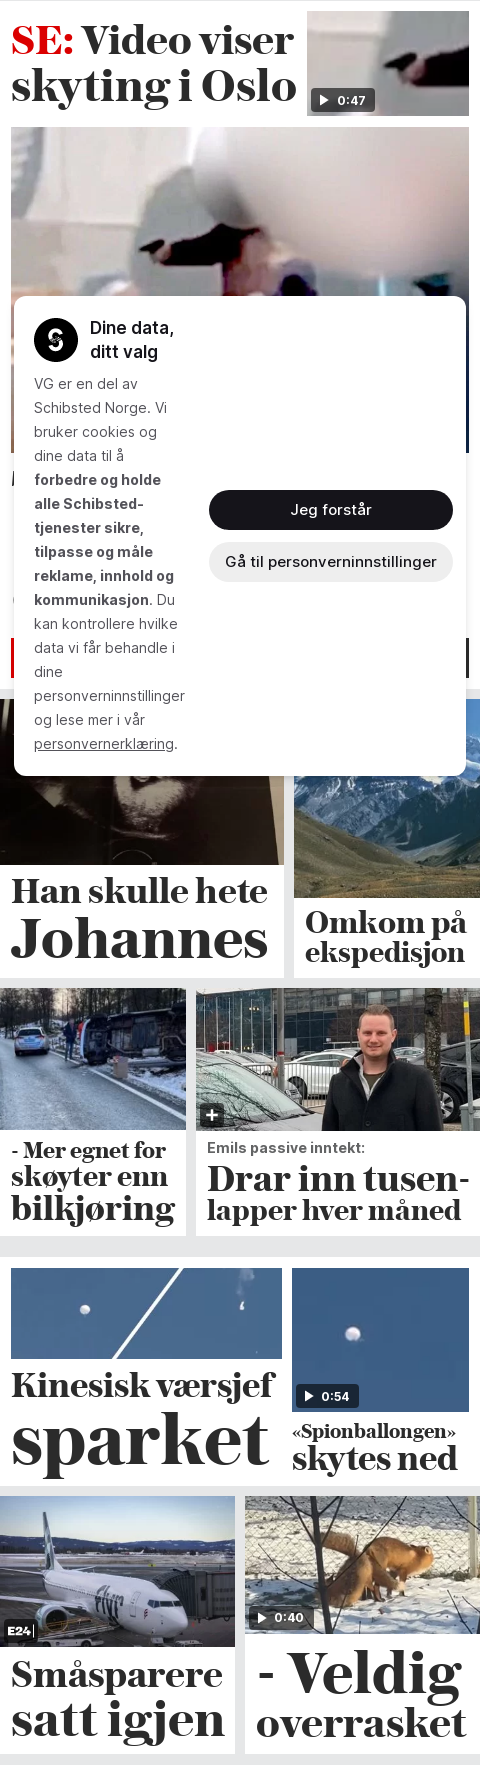 SE: Video viser
skyting i Oslo
0:47
Dine data,
ditt valg
VG er en del av
Schibsted Norge. Vi
bruker cookies og
dine data til å
forbedre og holde
alle Schibsted-
tjenester sikre,
tilpasse og måle
reklame, innhold og
kommunikasjon. Du
kan kontrollere hvilke
data vi får behandle i
dine
personverninnstillinger
og lese mer i vår
personvernerklæring.
Jeg forstår
Gå til personverninnstillinger
Han skulle hete
Johannes
Omkom på
ekspedisjon
- Mer egnet for
skøyter enn
bilkjøring
Emils passive inntekt:
Drar inn tusen-
lapper hver måned
Kinesisk værsjef
sparket
0:54
«Spionballongen»
skytes ned
flyr
E24
Småsparere
satt igjen
0:40
- Veldig
overrasket